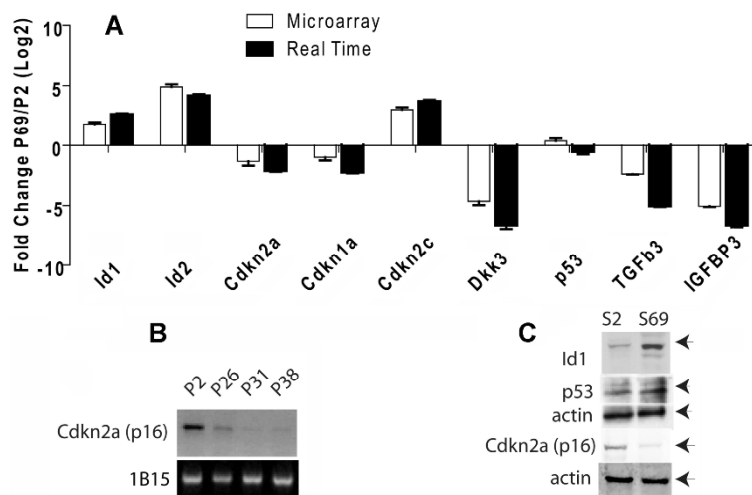 A
Microarray
Real Time
Fold Change P69/P2 (Log2)
10
5
0
-5
-10
Id1
Id2
Cdkn2a
Cdkn1a
Cdkn2c
Dkk3
p53
TGFb3
IGFBP3
B
P2 P26 P31 P38
Cdkn2a (p16)
1B15
C
S2 S69
Id1
p53
actin
Cdkn2a (p16)
actin